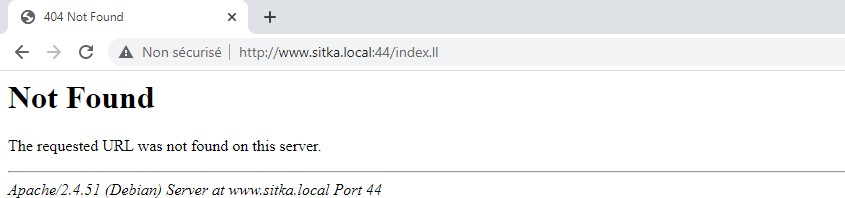 404 Not Found
Non sécurisé | http://www.sitka.local:44/index.ll
Not Found
The requested URL was not found on this server.
Apache/2.4.51 (Debian) Server at www.sitka.local Port 44